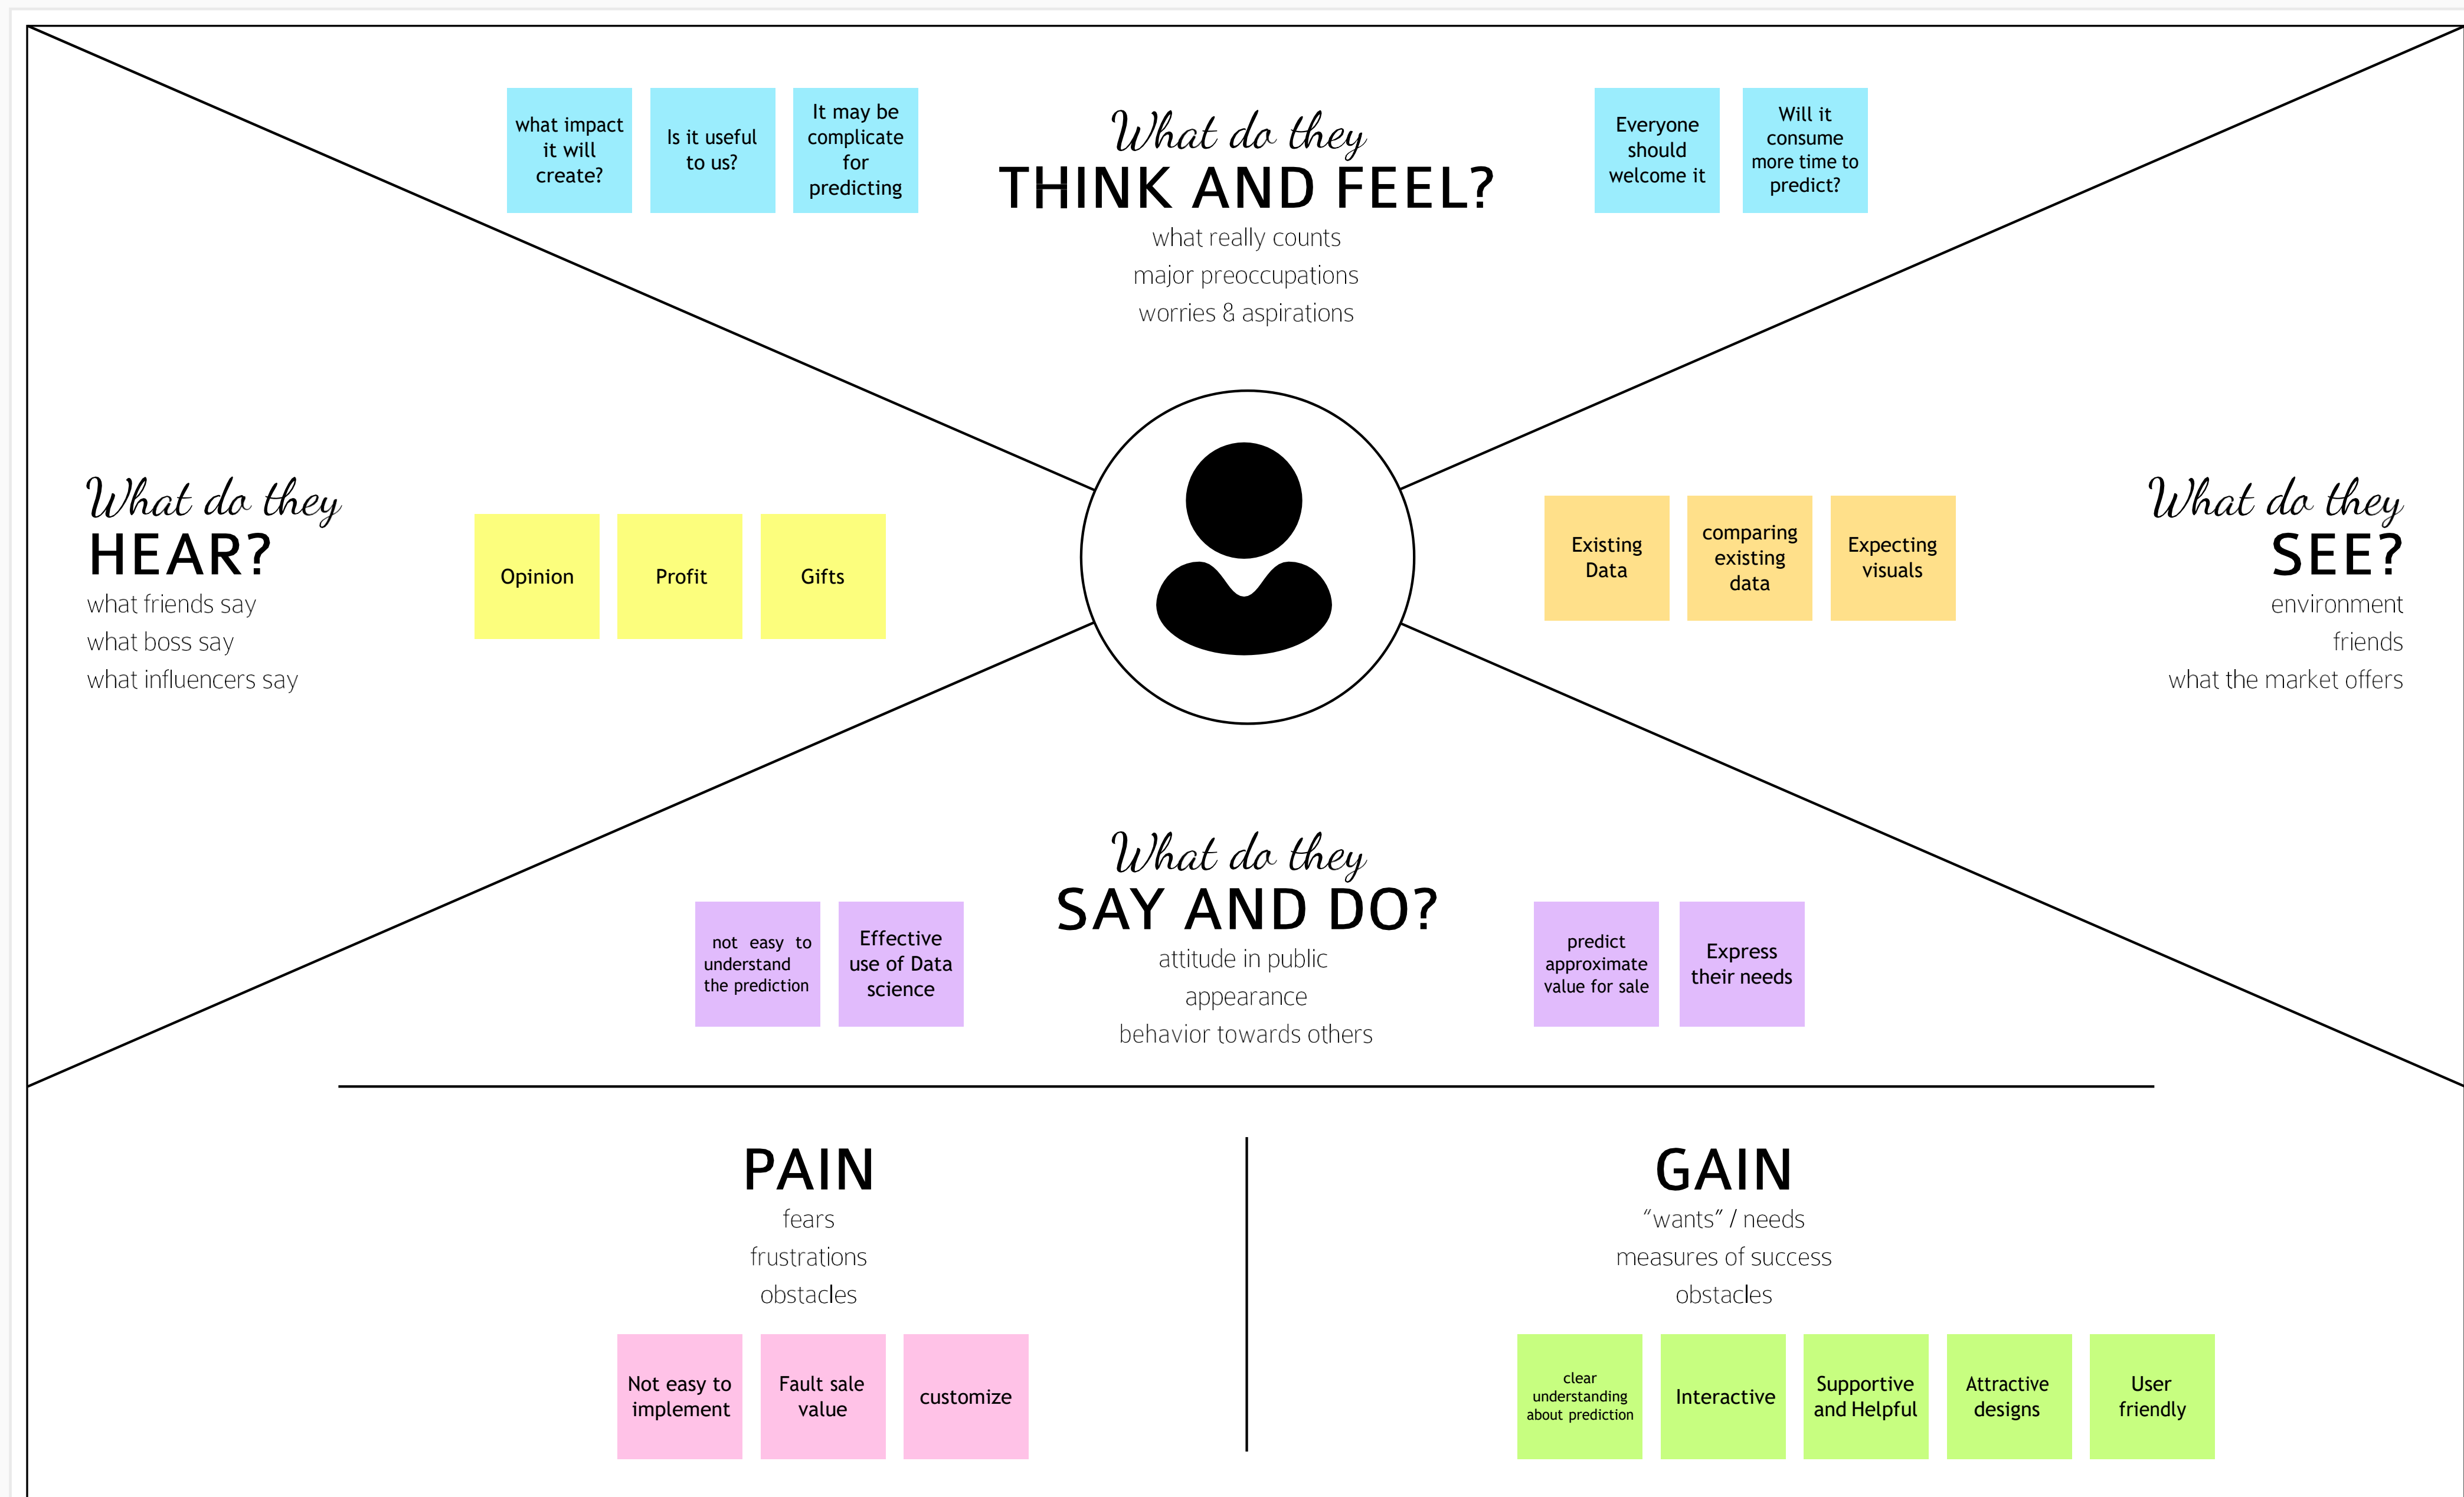 what impact
it will
create?
Is it useful
to us?
It may be
complicate
for
predicting
What do they
THINK AND FEEL?
what really counts
major preoccupations
worries & aspirations
Everyone
should
welcome it
Will it
consume
more time to
predict?
What do they
HEAR?
what friends say
what boss say
what influencers say
Opinion
Profit
Gifts
Existing
Data
comparing
existing
data
Expecting
visuals
What do they
SEE?
environment
friends
what the market offers
What do they
SAY AND DO?
attitude in public
appearance
behavior towards others
not easy to
understand
the prediction
Effective
use of Data
science
predict
approximate
value for sale
Express
their needs
PAIN
fears
frustrations
obstacles
Not easy to
implement
Fault sale
value
customize
GAIN
“wants” / needs
measures of success
obstacles
clear
understanding
about prediction
Interactive
Supportive
and Helpful
Attractive
designs
User
friendly